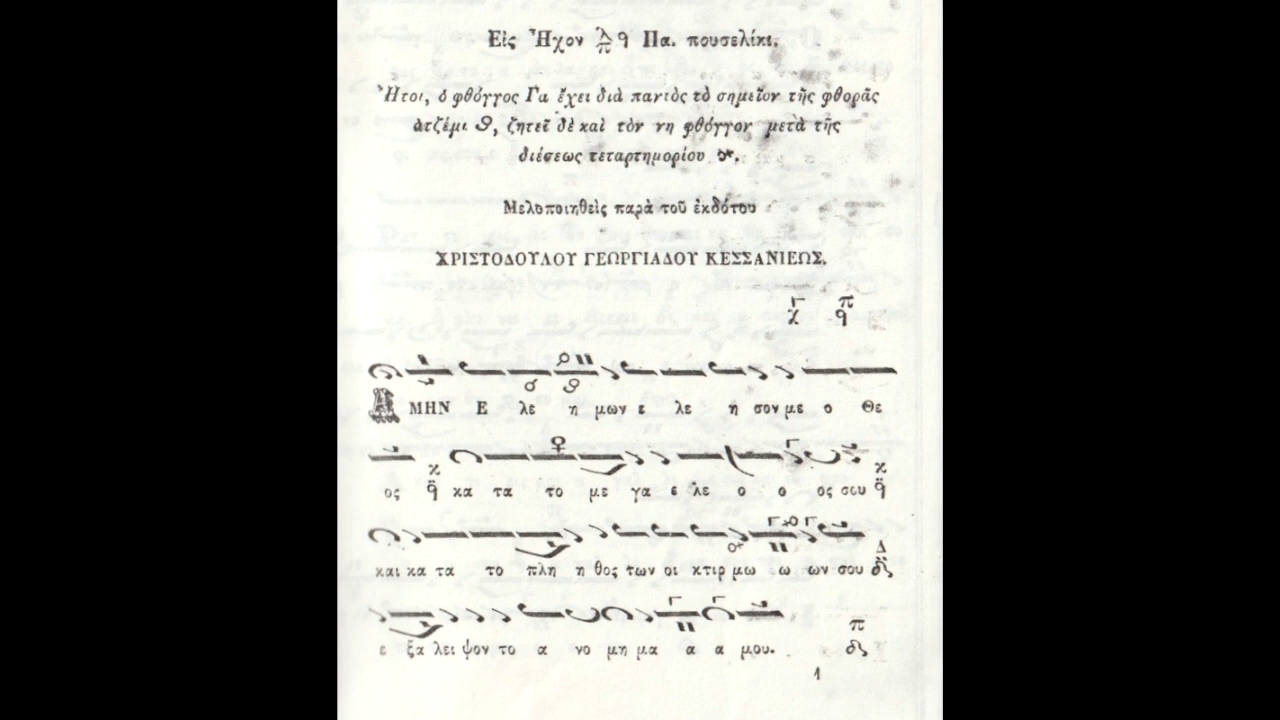 Εἰς Ἦχον λ π q Πα. πουσελίκι.
Ἤτοι, ὁ φθόγγος Γα ἔχει διὰ παντὸς τὸ σημεῖον τῆς φθορᾶς
ἀτζέμι, ζητεῖ δὲ καὶ τὸν νη φθόγγον μετὰ τῆς
διέσεως τεταρτημορίου
Μελοποιηθεὶς παρὰ τοῦ ἐκδότου
ΧΡΙΣΤΟΔΟΥΛΟΥ ΓΕΩΡΓΙΑΔΟΥ ΚΕΣΣΑΝΙΕΩΣ.
χ π q
ΑΜΗΝ Ε λε η μων ε λε η σον με ο Θε
ος κ q κα τα το με γα ε λε ο ο ος σου κ q
και κα τα το πλη η θος των οι κτιρ μω ω ων σου Δ
ε ξα λει ψον το α νο μη μα α α μου. π
1